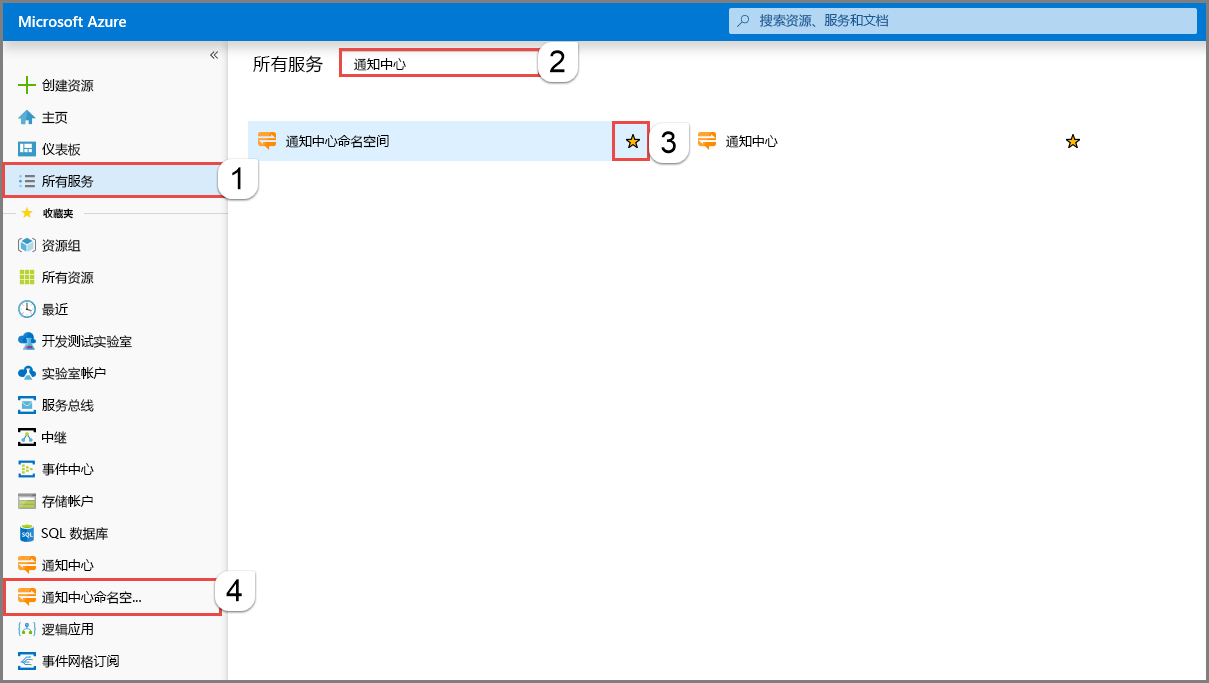 Microsoft Azure
搜索资源、服务和文档
«
创建资源
主页
仪表板
所有服务
1
收藏夹
资源组
所有资源
最近
开发测试实验室
实验室帐户
服务总线
中继
事件中心
存储帐户
SQL 数据库
通知中心
通知中心命名空...
4
逻辑应用
事件网格订阅
所有服务
通知中心
2
通知中心命名空间
3
通知中心